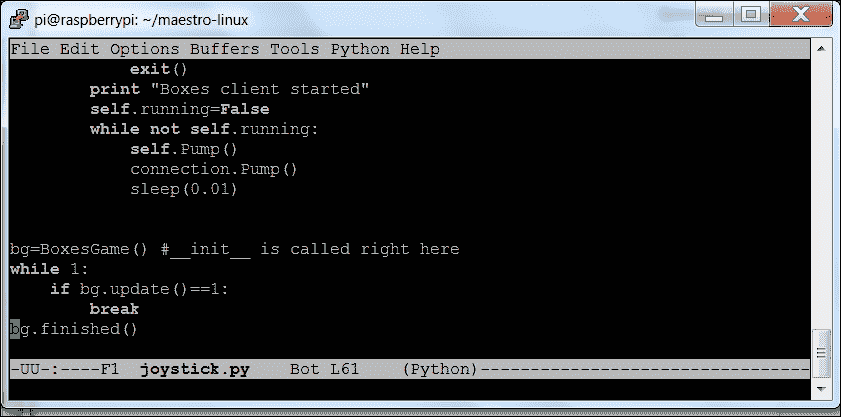 pi@raspberrypi: ~/maestro-linux
File Edit Options Buffers Tools Python Help
            exit()
        print "Boxes client started"
        self.running=False
        while not self.running:
            self.Pump()
            connection.Pump()
            sleep(0.01)
bg=BoxesGame() #__init__ is called right here
while 1:
    if bg.update()==1:
        break
bg.finished()
-UU-:----F1  joystick.py    Bot L61    (Python)---------------------------------